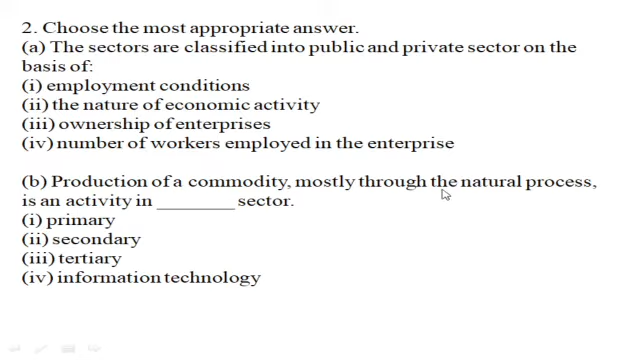 2. Choose the most appropriate answer.
(a) The sectors are classified into public and private sector on the
basis of:
(i) employment conditions
(ii) the nature of economic activity
(iii) ownership of enterprises
(iv) number of workers employed in the enterprise
(b) Production of a commodity, mostly through the natural process,
is an activity in ________ sector.
(i) primary
(ii) secondary
(iii) tertiary
(iv) information technology